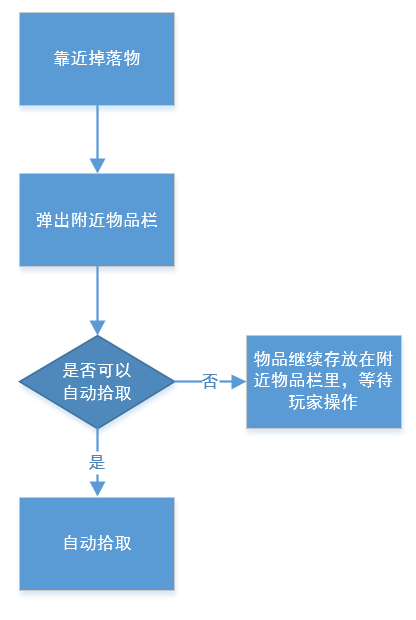 靠近掉落物
弹出附近物品栏
是否可以
自动拾取
否
物品继续存放在附
近物品栏里，等待
玩家操作
是
自动拾取